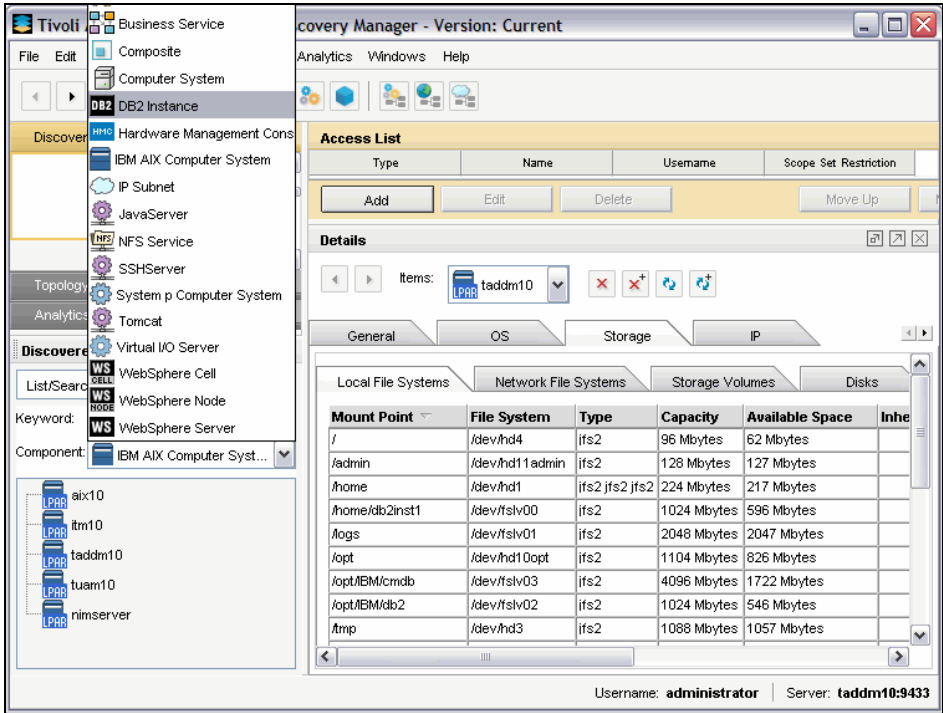 Tivoli
covery Manager - Version: Current
File Edit
Analytics Windows Help
Business Service
Composite
Computer System
DB2 DB2 Instance
HMC Hardware Management Cons
IBM AIX Computer System
IP Subnet
JavaServer
NFS NFS Service
SSHServer
System p Computer System
Tomcat
Virtual I/O Server
WS CELL WebSphere Cell
WS NODE WebSphere Node
WS WebSphere Server
Discover
Topology
Analytics
Discovere
List/Searc
Keyword:
Component: IBM AIX Computer Syst...
LPAR aix10
LPAR itm10
LPAR taddm10
LPAR tuam10
LPAR nimserver
Access List
Type Name Username Scope Set Restriction
Add Edit Delete Move Up
Details
Items: LPAR taddm10
General OS Storage IP
Local File Systems Network File Systems Storage Volumes Disks
Mount Point File System Type Capacity Available Space Inhe
/ /dev/hd4 jfs2 96 Mbytes 62 Mbytes
/admin /dev/hd11admin jfs2 128 Mbytes 127 Mbytes
/home /dev/hd1 jfs2 jfs2 jfs2 224 Mbytes 217 Mbytes
/home/db2inst1 /dev/fslv00 jfs2 1024 Mbytes 596 Mbytes
/logs /dev/fslv01 jfs2 2048 Mbytes 2047 Mbytes
/opt /dev/hd10opt jfs2 1104 Mbytes 826 Mbytes
/opt/IBM/cmdb /dev/fslv03 jfs2 4096 Mbytes 1722 Mbytes
/opt/IBM/db2 /dev/fslv02 jfs2 1024 Mbytes 546 Mbytes
/tmp /dev/hd3 jfs2 1088 Mbytes 1057 Mbytes
Username: administrator Server: taddm10:9433